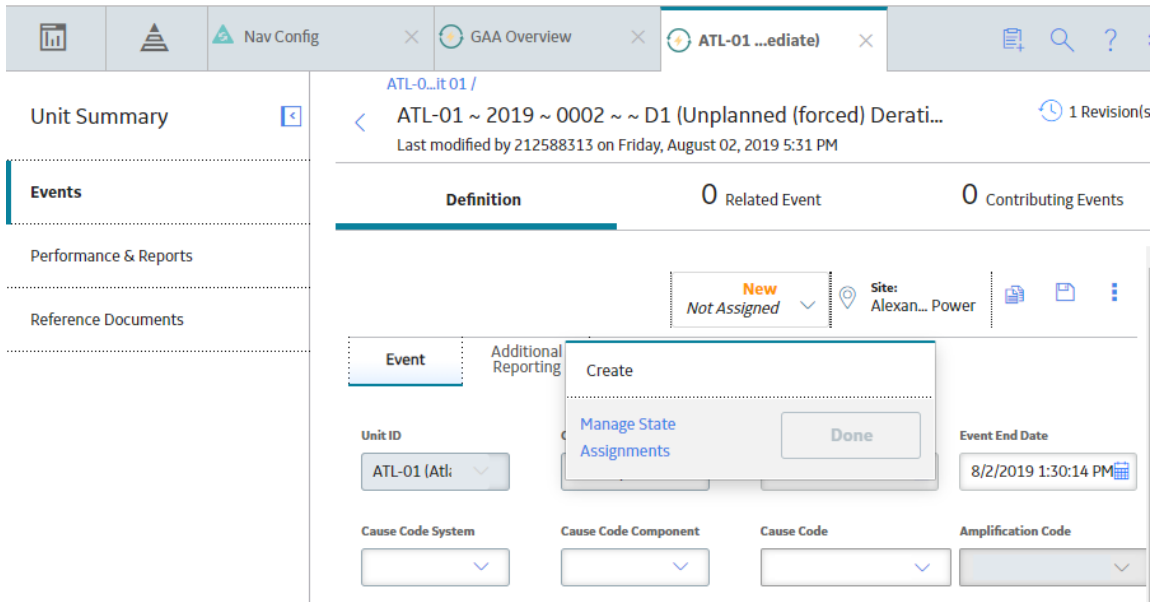 Nav Config
GAA Overview
ATL-01 ...ediate)
Unit Summary
ATL-0...it 01 /
ATL-01 ~ 2019 ~ 0002 ~ ~ D1 (Unplanned (forced) Derati...
Last modified by 212588313 on Friday, August 02, 2019 5:31 PM
1 Revision(s
Events
Performance & Reports
Reference Documents
Definition
0 Related Event
0 Contributing Events
New
Not Assigned
Site:
Alexan... Power
Event
Additional
Reporting
Create
Manage State
Assignments
Done
Unit ID
Event End Date
ATL-01 (Atla
8/2/2019 1:30:14 PM
Cause Code System
Cause Code Component
Cause Code
Amplification Code